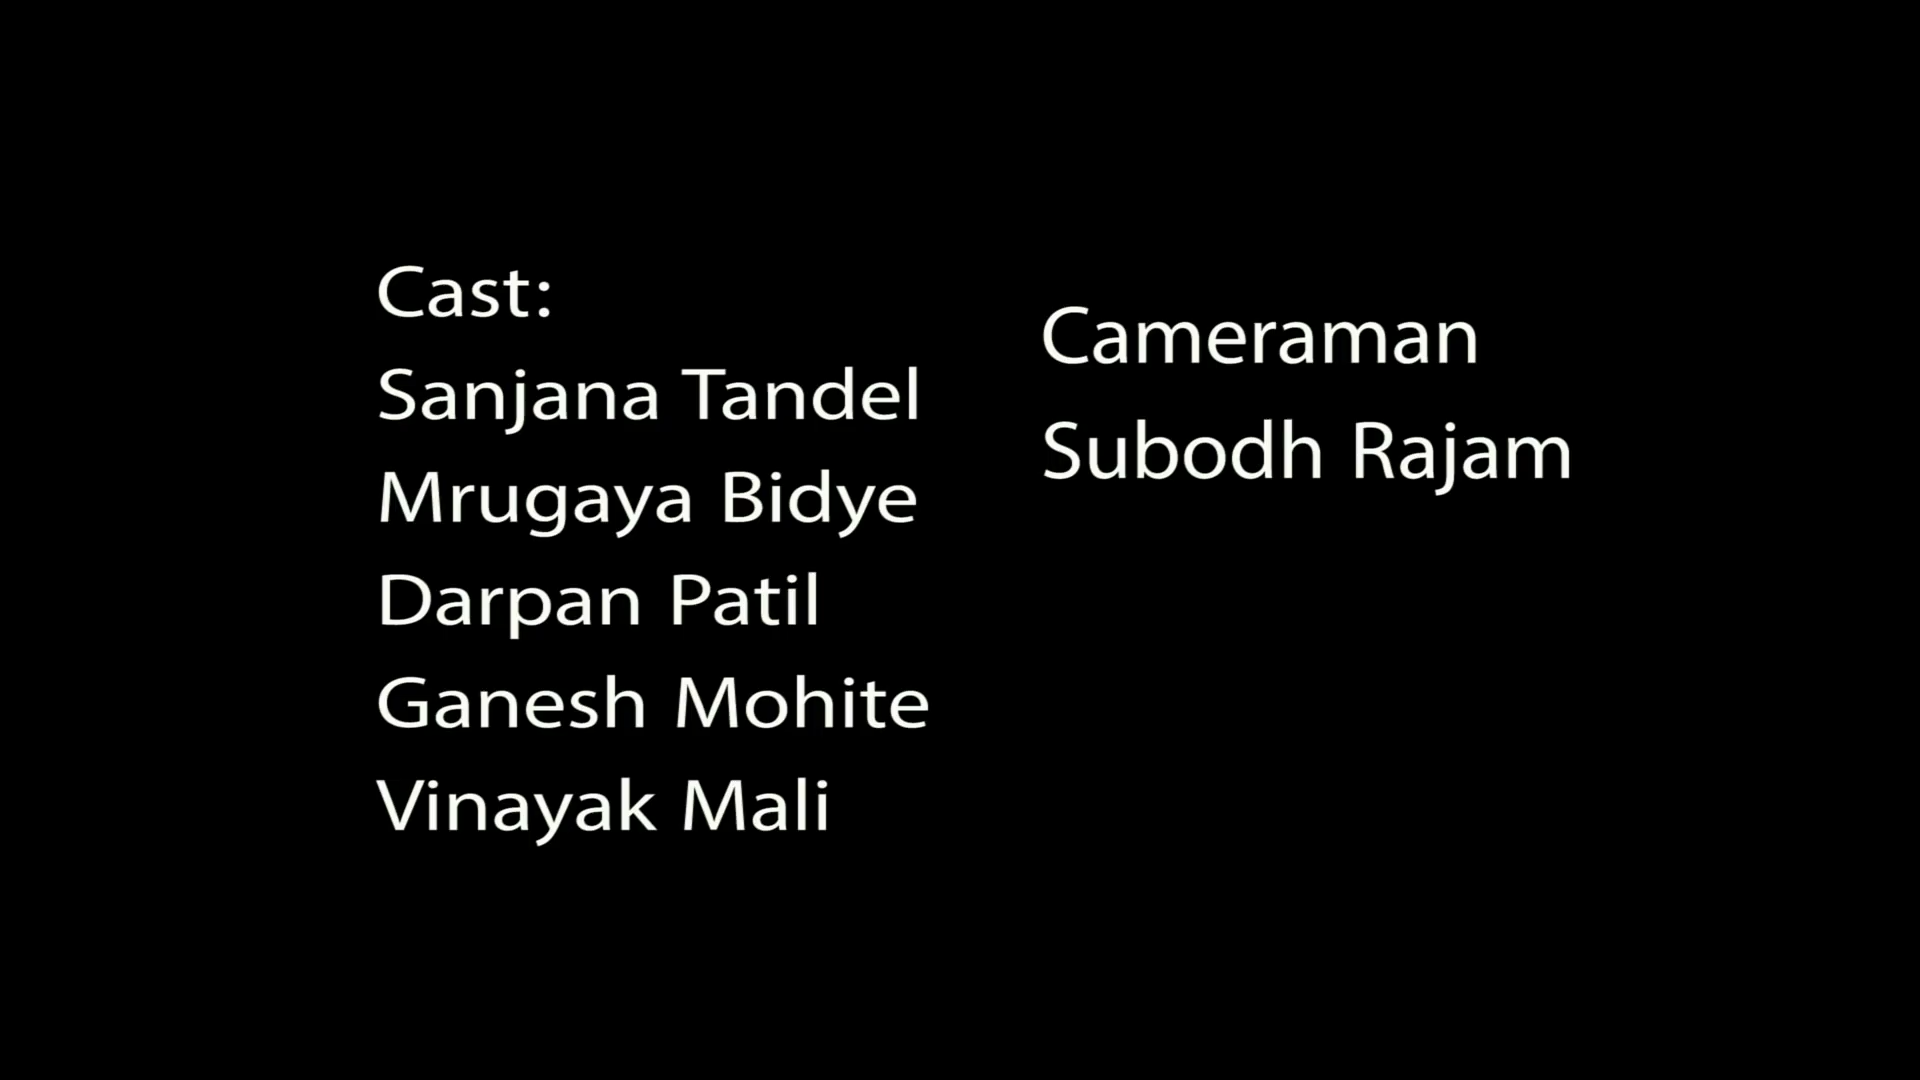 Cast:
Sanjana Tandel
Mrugaya Bidye
Darpan Patil
Ganesh Mohite
Vinayak Mali
Cameraman
Subodh Rajam